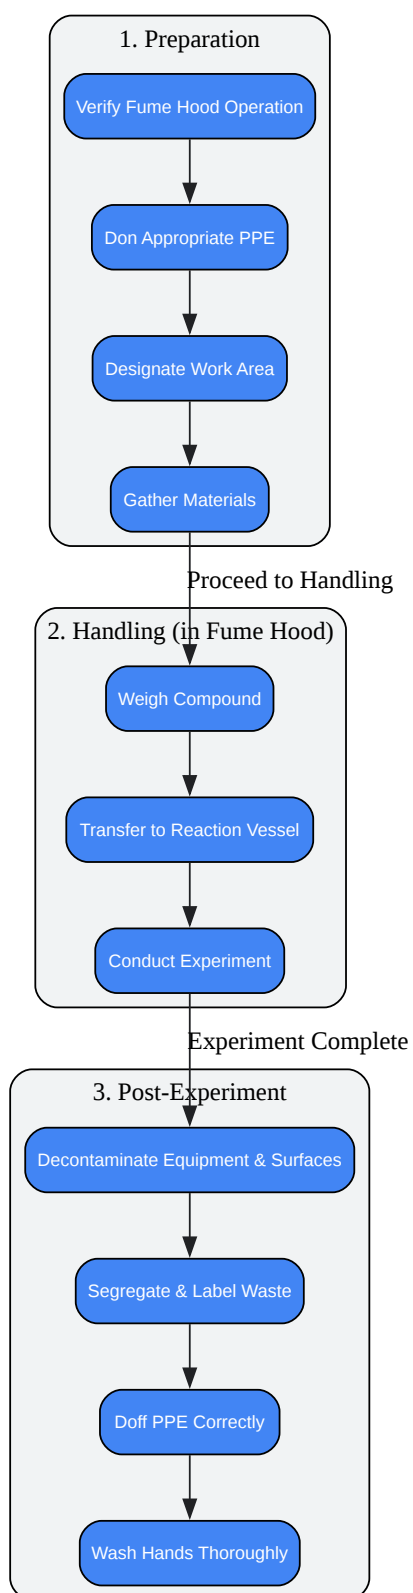 1. Preparation
Verify Fume Hood Operation
Don Appropriate PPE
Designate Work Area
Gather Materials
Proceed to Handling
2. Handling (in Fume Hood)
Weigh Compound
Transfer to Reaction Vessel
Conduct Experiment
Experiment Complete
3. Post-Experiment
Decontaminate Equipment & Surfaces
Segregate & Label Waste
Doff PPE Correctly
Wash Hands Thoroughly